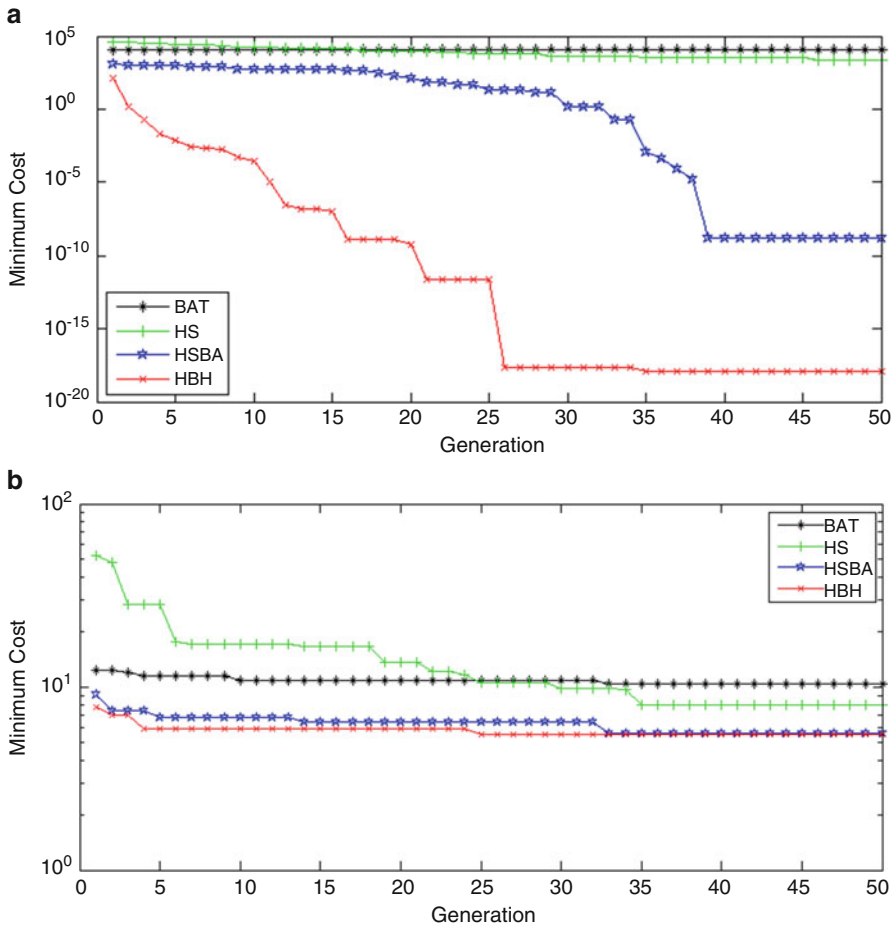 a
10^5
10^0
10^-5
10^-10
10^-15
10^-20
Minimum Cost
BAT
HS
HSBA
HBH
0 5 10 15 20 25 30 35 40 45 50
Generation
b
10^2
10^1
10^0
Minimum Cost
BAT
HS
HSBA
HBH
0 5 10 15 20 25 30 35 40 45 50
Generation